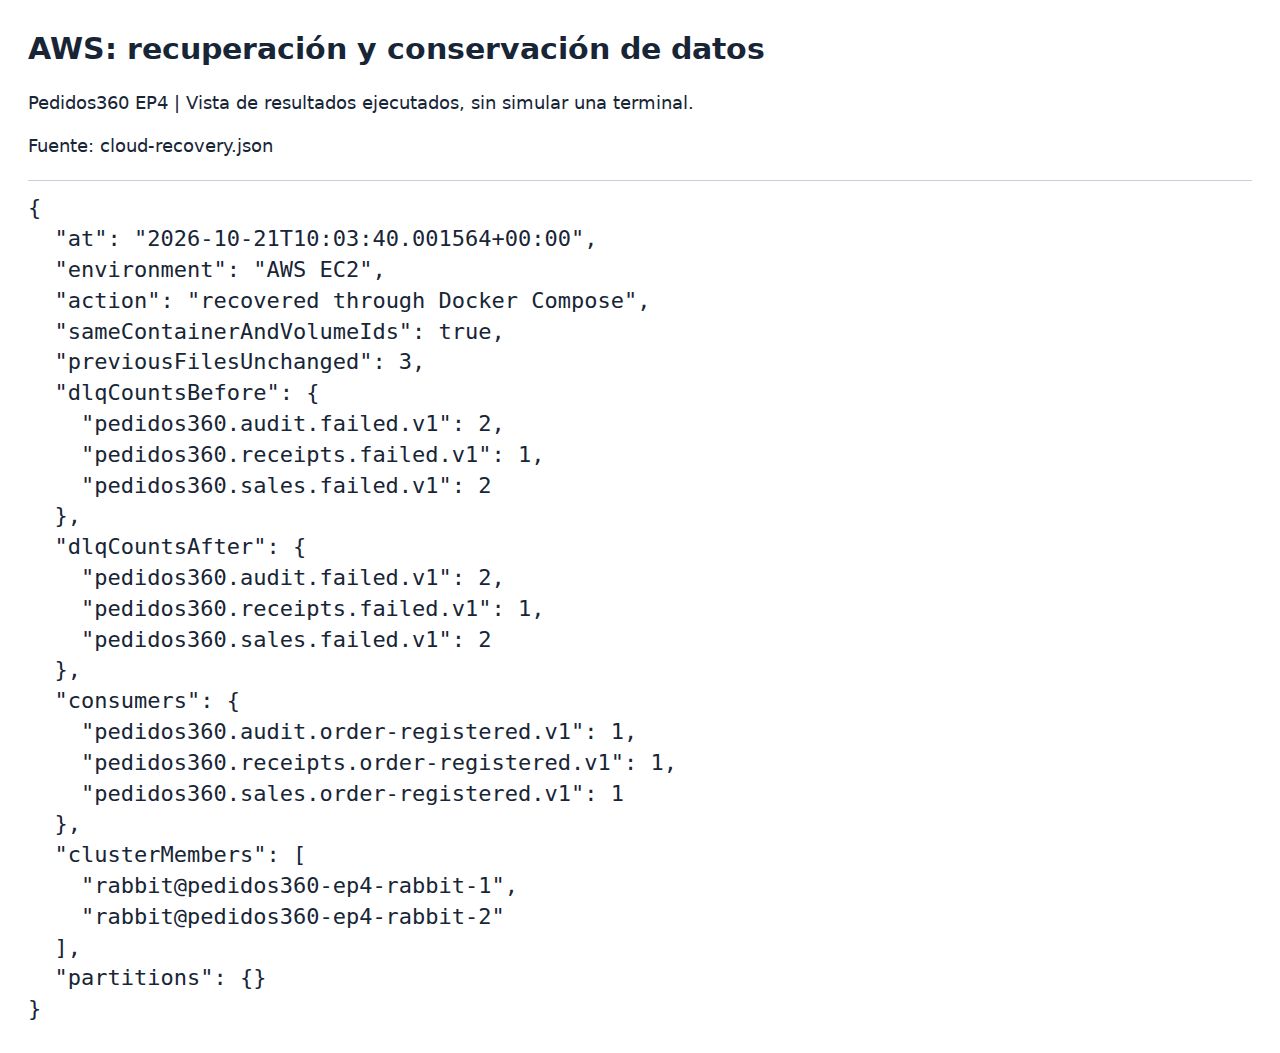 AWS: recuperación y conservación de datos
Pedidos360 EP4 | Vista de resultados ejecutados, sin simular una terminal.
Fuente: cloud-recovery.json
{
  "at": "2026-10-21T10:03:40.001564+00:00",
  "environment": "AWS EC2",
  "action": "recovered through Docker Compose",
  "sameContainerAndVolumeIds": true,
  "previousFilesUnchanged": 3,
  "dlqCountsBefore": {
    "pedidos360.audit.failed.v1": 2,
    "pedidos360.receipts.failed.v1": 1,
    "pedidos360.sales.failed.v1": 2
  },
  "dlqCountsAfter": {
    "pedidos360.audit.failed.v1": 2,
    "pedidos360.receipts.failed.v1": 1,
    "pedidos360.sales.failed.v1": 2
  },
  "consumers": {
    "pedidos360.audit.order-registered.v1": 1,
    "pedidos360.receipts.order-registered.v1": 1,
    "pedidos360.sales.order-registered.v1": 1
  },
  "clusterMembers": [
    "rabbit@pedidos360-ep4-rabbit-1",
    "rabbit@pedidos360-ep4-rabbit-2"
  ],
  "partitions": {}
}